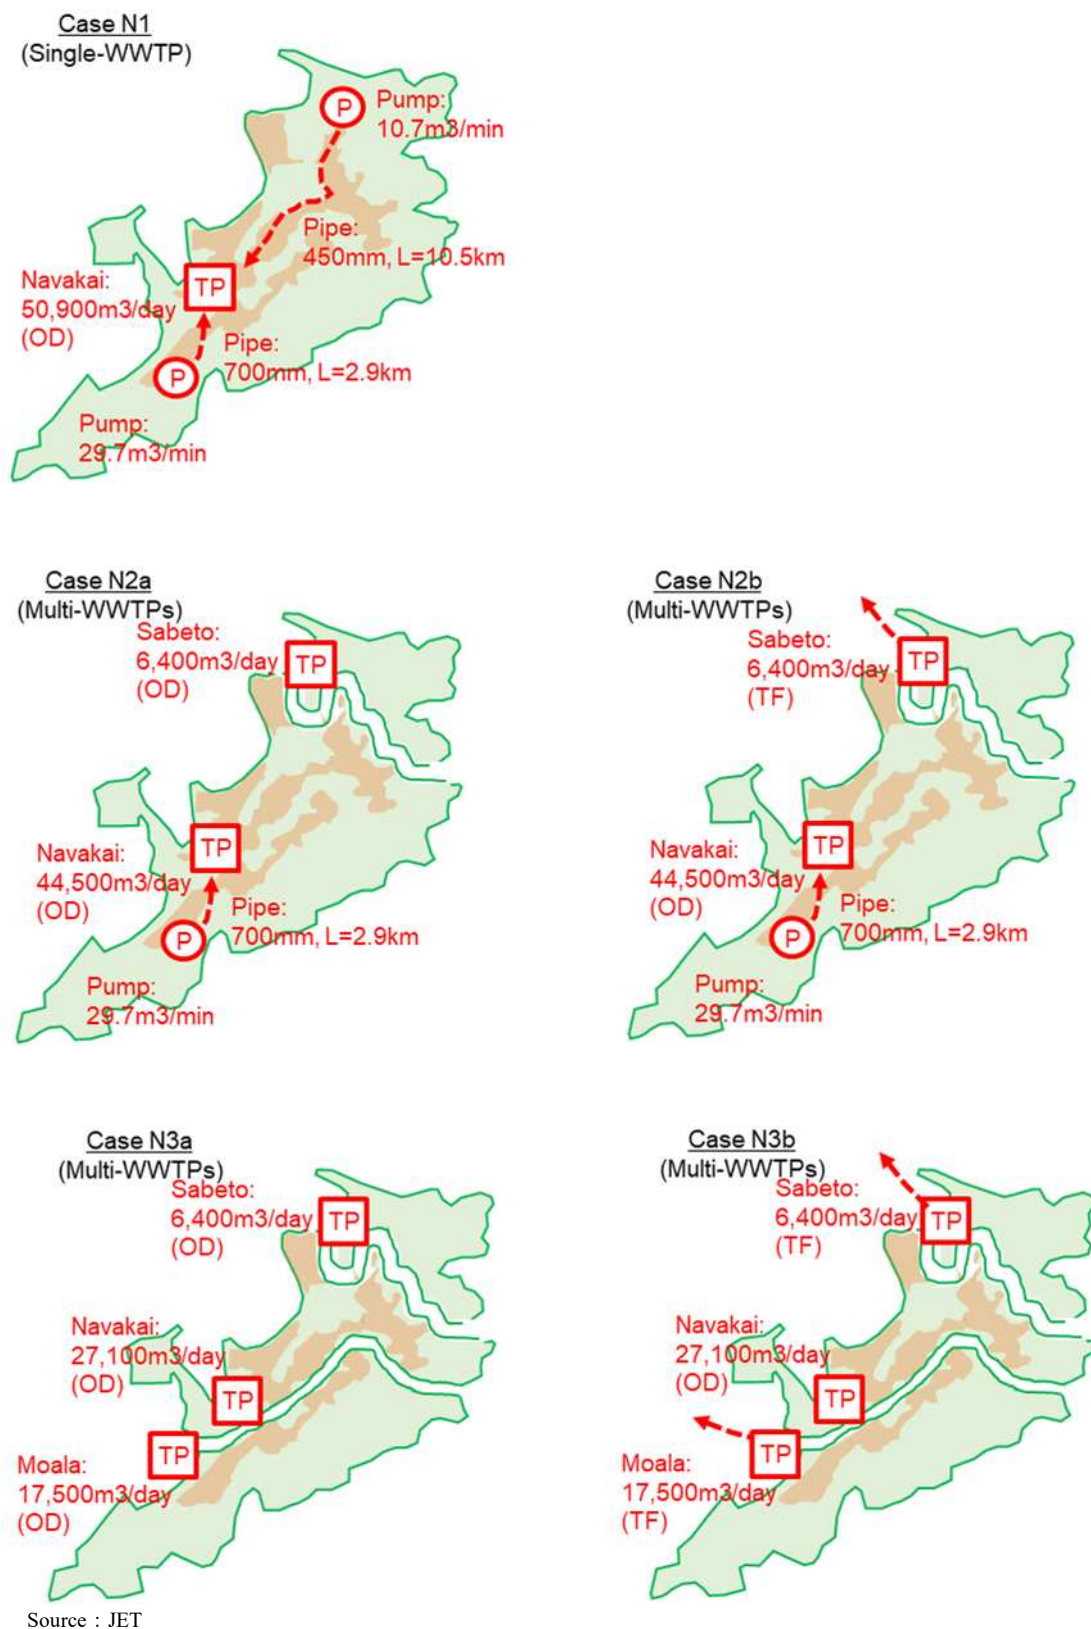 Case N1
(Single-WWTP)
P
Pump:
10.7m3/min
Pipe:
450mm, L=10.5km
Navakai:
50,900m3/day
(OD)
TP
Pipe:
700mm, L=2.9km
P
Pump:
29.7m3/min
Case N2a
(Multi-WWTPs)
Sabeto:
6,400m3/day
(OD)
TP
Navakai:
44,500m3/day
(OD)
TP
Pipe:
700mm, L=2.9km
P
Pump:
29.7m3/min
Case N2b
(Multi-WWTPs)
Sabeto:
6,400m3/day
(TF)
TP
Navakai:
44,500m3/day
(OD)
TP
Pipe:
700mm, L=2.9km
P
Pump:
29.7m3/min
Case N3a
(Multi-WWTPs)
Sabeto:
6,400m3/day
(OD)
TP
Navakai:
27,100m3/day
(OD)
TP
TP
Moala:
17,500m3/day
(OD)
Case N3b
(Multi-WWTPs)
Sabeto:
6,400m3/day
(TF)
TP
Navakai:
27,100m3/day
(OD)
TP
TP
Moala:
17,500m3/day
(TF)
Source : JET